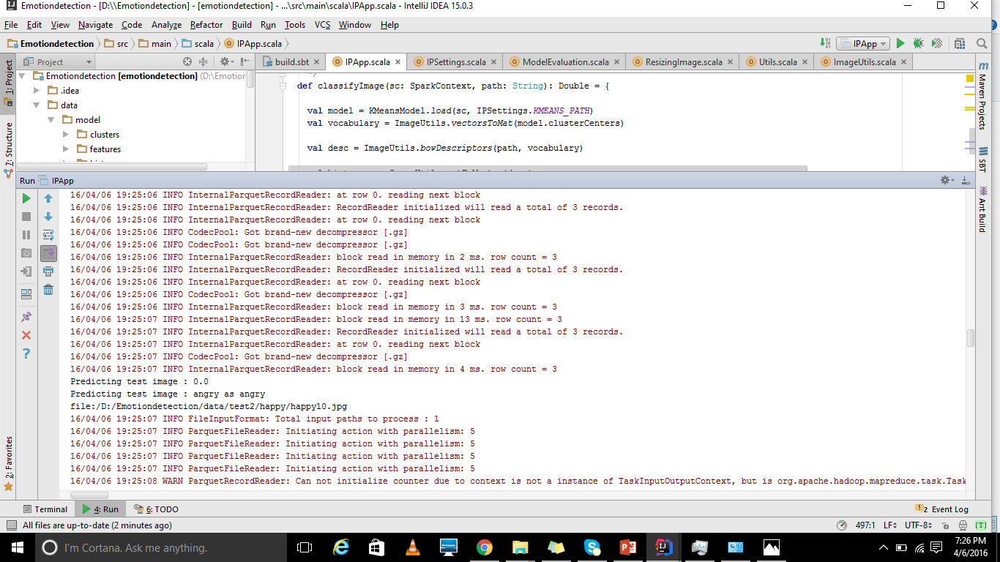 Emotiondetection - [D:\\Emotiondetection] - [emotiondetection] - ...\src\main\scala\IPApp.scala - IntelliJ IDEA 15.0.3
File Edit View Navigate Code Analyze Refactor Build Run Tools VCS Window Help
Emotiondetection src main scala IPApp.scala IPApp
Project build.sbt IPApp.scala IPSettings.scala ModelEvaluation.scala ResizingImage.scala Utils.scala ImageUtils.scala
1: Project
7: Structure
2: Favorites
Emotiondetection [emotiondetection] (D:\Emotior
.idea
data
model
clusters
features
*/
def classifyImage(sc: SparkContext, path: String): Double = {
val model = KMeansModel.load(sc, IPSettings.KMEANS_PATH)
val vocabulary = ImageUtils.vectorsToMat(model.clusterCenters)
val desc = ImageUtils.bowDescriptors(path, vocabulary)
Maven Projects
SBT
Ant Build
Run IPApp
16/04/06 19:25:06 INFO InternalParquetRecordReader: at row 0. reading next block
16/04/06 19:25:06 INFO InternalParquetRecordReader: RecordReader initialized will read a total of 3 records.
16/04/06 19:25:06 INFO InternalParquetRecordReader: at row 0. reading next block
16/04/06 19:25:06 INFO CodecPool: Got brand-new decompressor [.gz]
16/04/06 19:25:06 INFO CodecPool: Got brand-new decompressor [.gz]
16/04/06 19:25:06 INFO InternalParquetRecordReader: block read in memory in 2 ms. row count = 3
16/04/06 19:25:06 INFO InternalParquetRecordReader: RecordReader initialized will read a total of 3 records.
16/04/06 19:25:06 INFO InternalParquetRecordReader: at row 0. reading next block
16/04/06 19:25:06 INFO CodecPool: Got brand-new decompressor [.gz]
16/04/06 19:25:06 INFO InternalParquetRecordReader: block read in memory in 3 ms. row count = 3
16/04/06 19:25:07 INFO InternalParquetRecordReader: block read in memory in 13 ms. row count = 3
16/04/06 19:25:07 INFO InternalParquetRecordReader: RecordReader initialized will read a total of 3 records.
16/04/06 19:25:07 INFO InternalParquetRecordReader: at row 0. reading next block
16/04/06 19:25:07 INFO CodecPool: Got brand-new decompressor [.gz]
16/04/06 19:25:07 INFO InternalParquetRecordReader: block read in memory in 4 ms. row count = 3
Predicting test image : 0.0
Predicting test image : angry as angry
file:/D:/Emotiondetection/data/test2/happy/happy10.jpg
16/04/06 19:25:07 INFO FileInputFormat: Total input paths to process : 1
16/04/06 19:25:07 INFO ParquetFileReader: Initiating action with parallelism: 5
16/04/06 19:25:07 INFO ParquetFileReader: Initiating action with parallelism: 5
16/04/06 19:25:07 INFO ParquetFileReader: Initiating action with parallelism: 5
16/04/06 19:25:07 INFO ParquetFileReader: Initiating action with parallelism: 5
16/04/06 19:25:08 WARN ParquetRecordReader: Can not initialize counter due to context is not a instance of TaskInputOutputContext, but is org.apache.hadoop.mapreduce.task.Task
Terminal 4: Run 6: TODO 2 Event Log
All files are up-to-date (2 minutes ago) 497:1 LF UTF-8 [T]
I'm Cortana. Ask me anything. 7:26 PM
4/6/2016